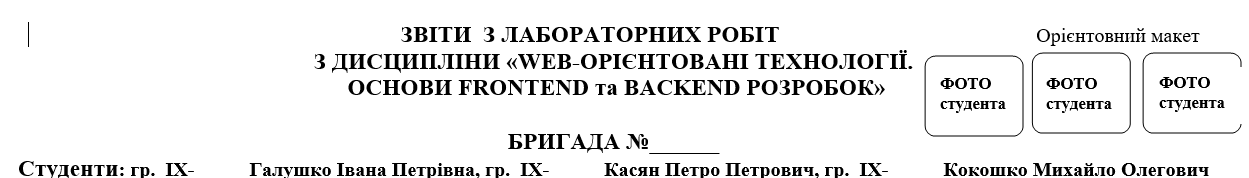 ЗВІТИ З ЛАБОРАТОРНИХ РОБІТ
Орієнтовний макет
З ДИСЦИПЛІНИ «WEB-ОРІЄНТОВАНІ ТЕХНОЛОГІЇ.
ОСНОВИ FRONTEND та BACKEND РОЗРОБОК»
ФОТО студента
ФОТО студента
ФОТО студента
БРИГАДА №______
Студенти: гр. ІХ- Галушко Івана Петрівна, гр. ІХ- Касян Петро Петрович, гр. ІХ- Кокошко Михайло Олегович